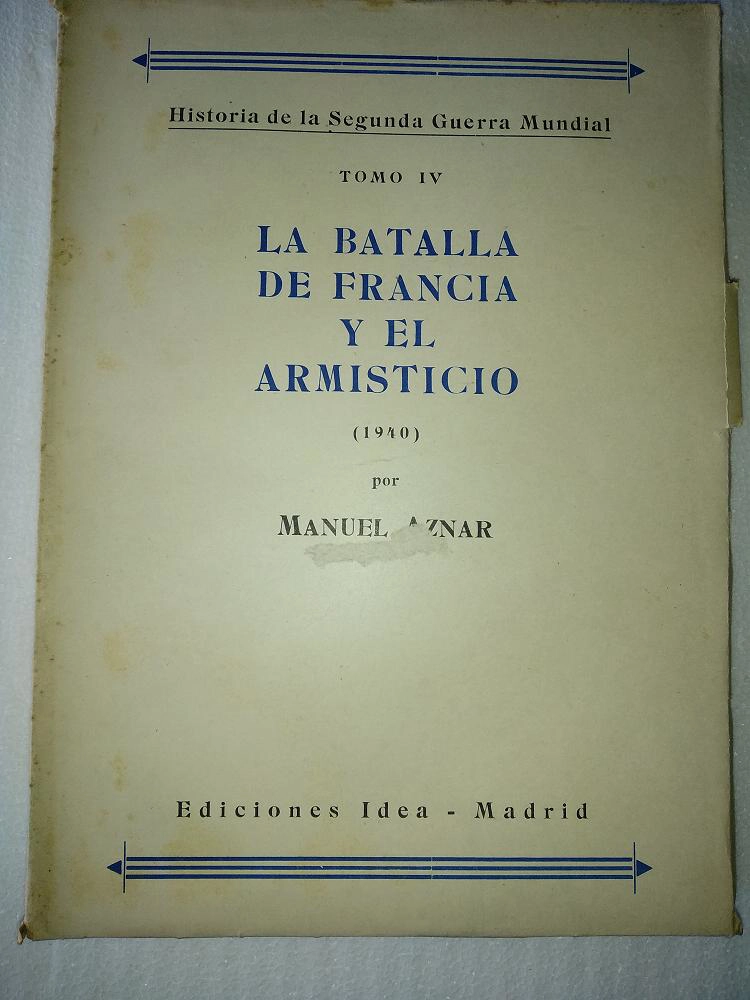 Historia de la Segunda Guerra Mundial
TOMO IV
LA BATALLA
DE FRANCIA
Y EL
ARMISTICIO
(1940)
por
MANUEL AZNAR
Ediciones Idea - Madrid